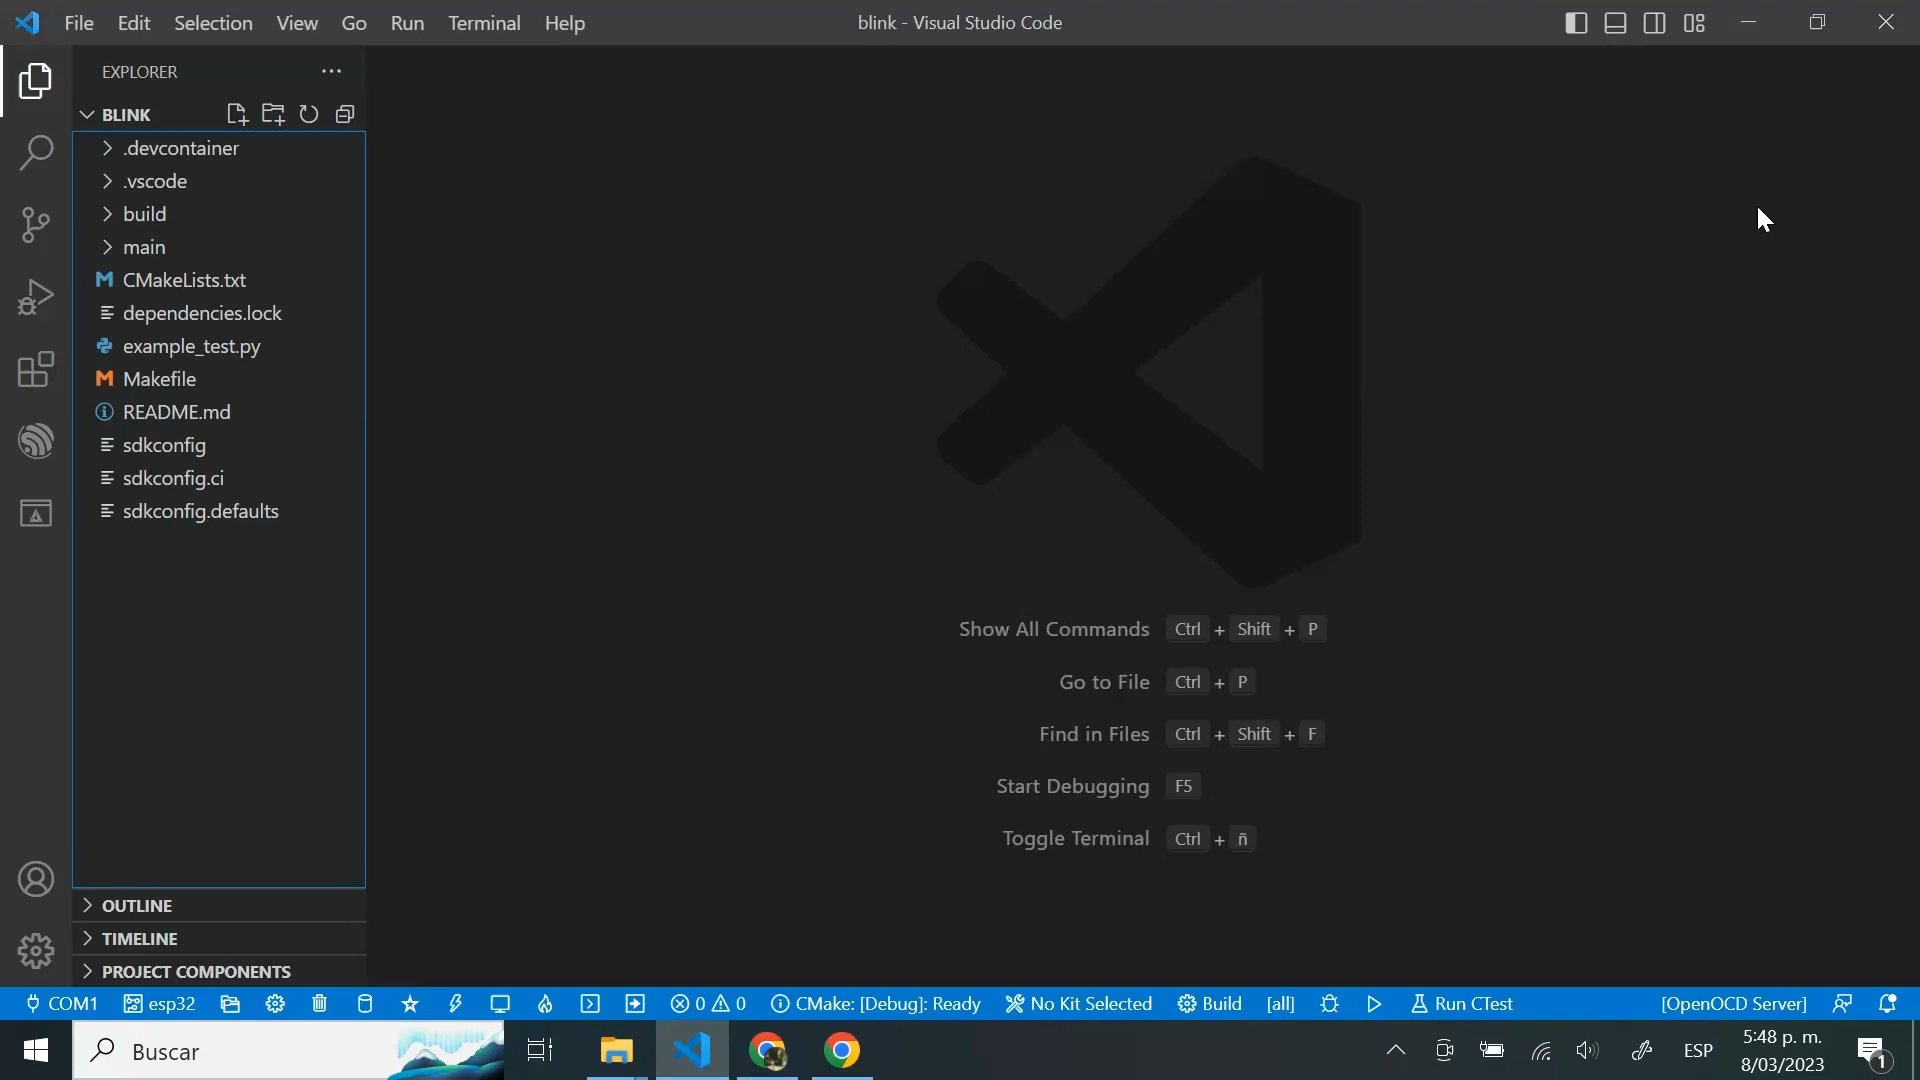 File Edit Selection View Go Run Terminal Help
blink - Visual Studio Code
EXPLORER
BLINK
.devcontainer
.vscode
build
main
CMakeLists.txt
dependencies.lock
example_test.py
Makefile
README.md
sdkconfig
sdkconfig.ci
sdkconfig.defaults
Show All Commands Ctrl + Shift + P
Go to File Ctrl + P
Find in Files Ctrl + Shift + F
Start Debugging F5
Toggle Terminal Ctrl + ñ
OUTLINE
TIMELINE
PROJECT COMPONENTS
COM1 esp32 0 0 CMake: [Debug]: Ready No Kit Selected Build [all] Run CTest [OpenOCD Server]
Buscar
ESP
5:48 p. m.
8/03/2023
1